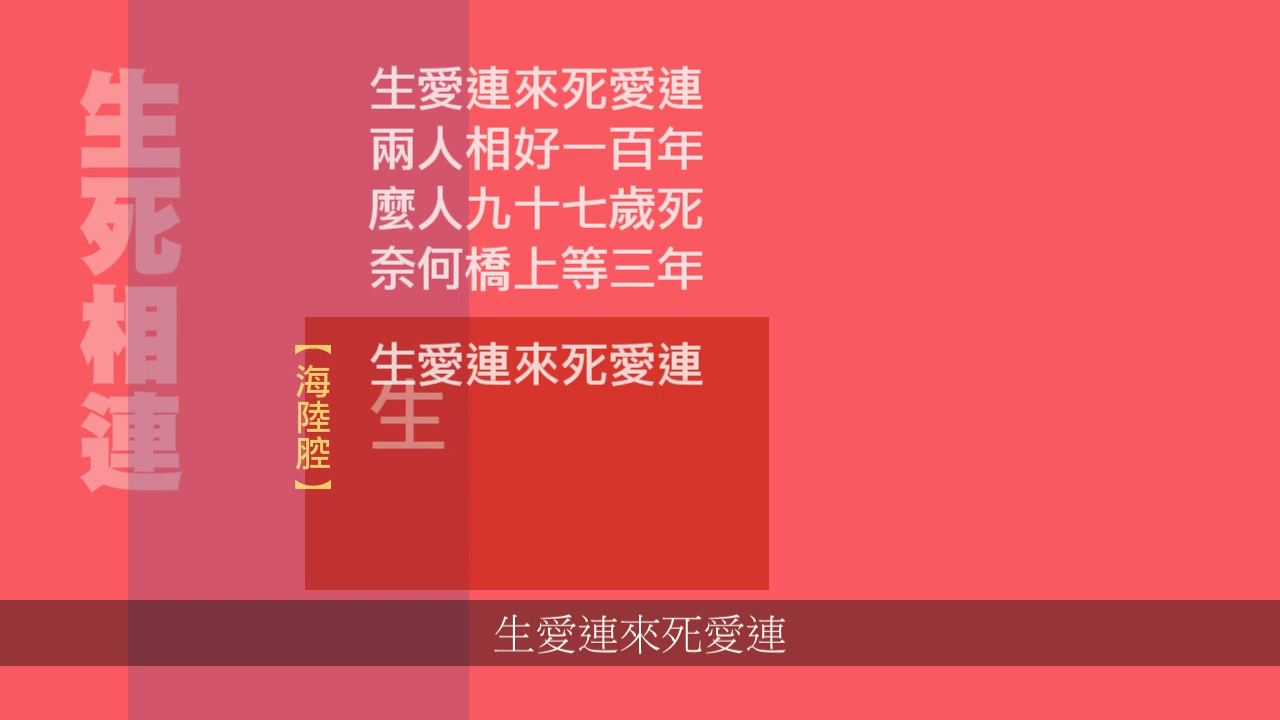 生死相連
生愛連來死愛連
兩人相好一百年
麼人九十七歲死
奈何橋上等三年
【海陸腔】
生愛連來死愛連
生
生愛連來死愛連